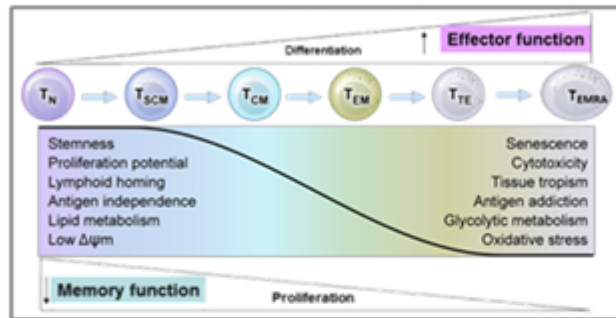 Differentiation
Effector function
TN
TSCM
TCM
TEM
TTE
TEMRA
Stemness
Proliferation potential
Lymphoid homing
Antigen independence
Lipid metabolism
Low Δψm
Senescence
Cytotoxicity
Tissue tropism
Antigen addiction
Glycolytic metabolism
Oxidative stress
Memory function
Proliferation